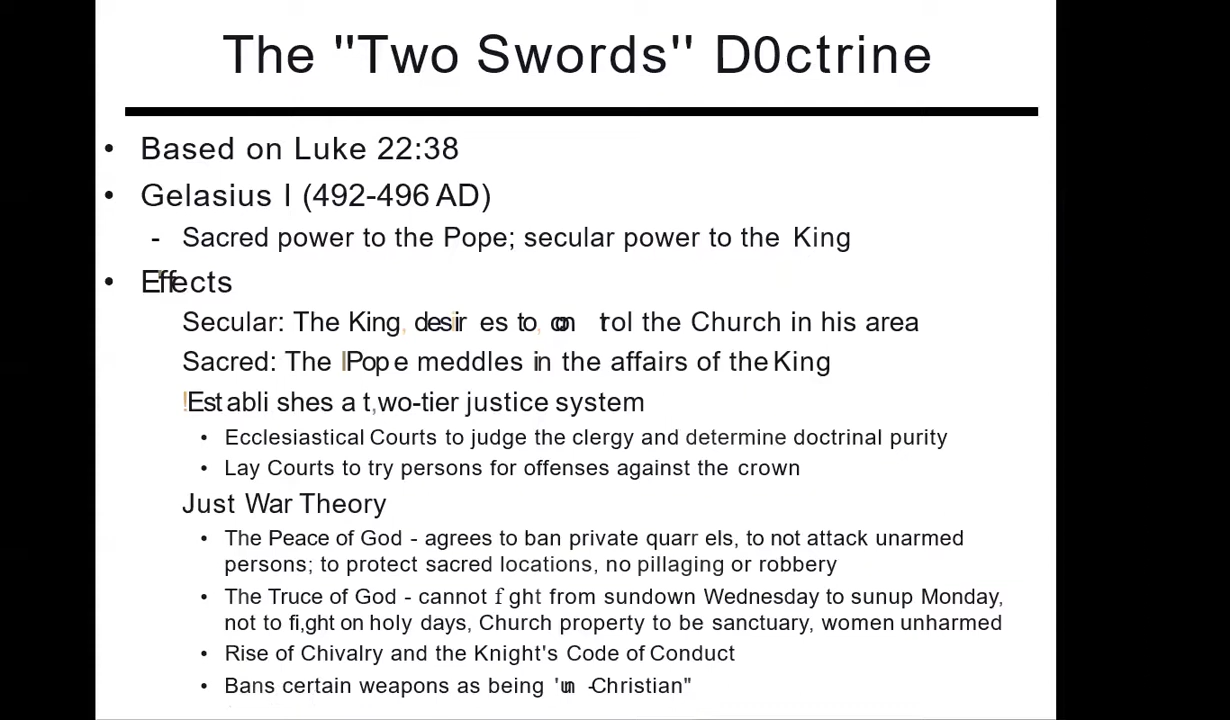 The "Two Swords" D0ctrine
• Based on Luke 22:38
• Gelasius I (492-496 AD)
- Sacred power to the Pope; secular power to the King
• Effects
Secular: The King, desires to, control the Church in his area
Sacred: The Pope meddles in the affairs of the King
!Establishes a t,wo-tier justice system
• Ecclesiastical Courts to judge the clergy and determine doctrinal purity
• Lay Courts to try persons for offenses against the crown
Just War Theory
• The Peace of God - agrees to ban private quarr els, to not attack unarmed
persons; to protect sacred locations, no pillaging or robbery
• The Truce of God - cannot f ght from sundown Wednesday to sunup Monday,
not to fi,ght on holy days, Church property to be sanctuary, women unharmed
• Rise of Chivalry and the Knight's Code of Conduct
• Bans certain weapons as being 'un -Christian"